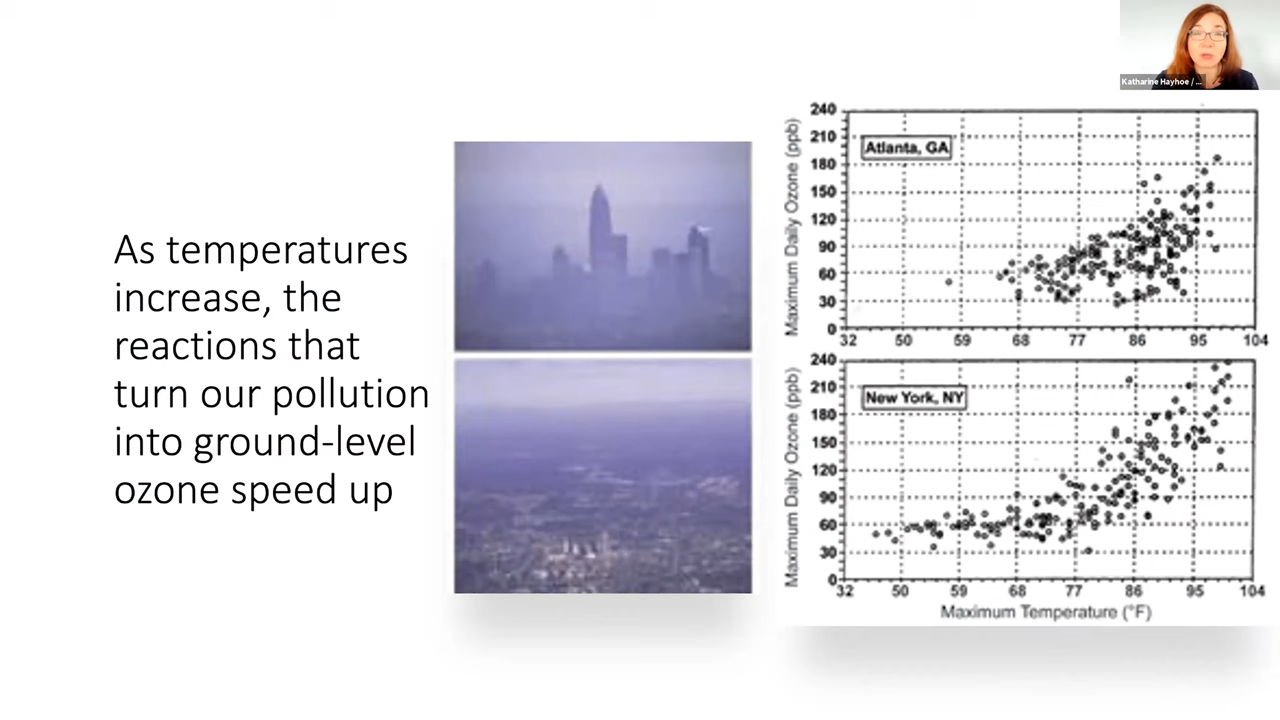 Katharine Hayhoe / ...
As temperatures
increase, the
reactions that
turn our pollution
into ground-level
ozone speed up
Maximum Daily Ozone (ppb)
240
210
180
150
120
90
60
30
0
Atlanta, GA
32 50 59 68 77 86 95 104
Maximum Daily Ozone (ppb)
240
210
180
150
120
90
60
30
0
New York, NY
32 50 59 68 77 86 95 104
Maximum Temperature (°F)